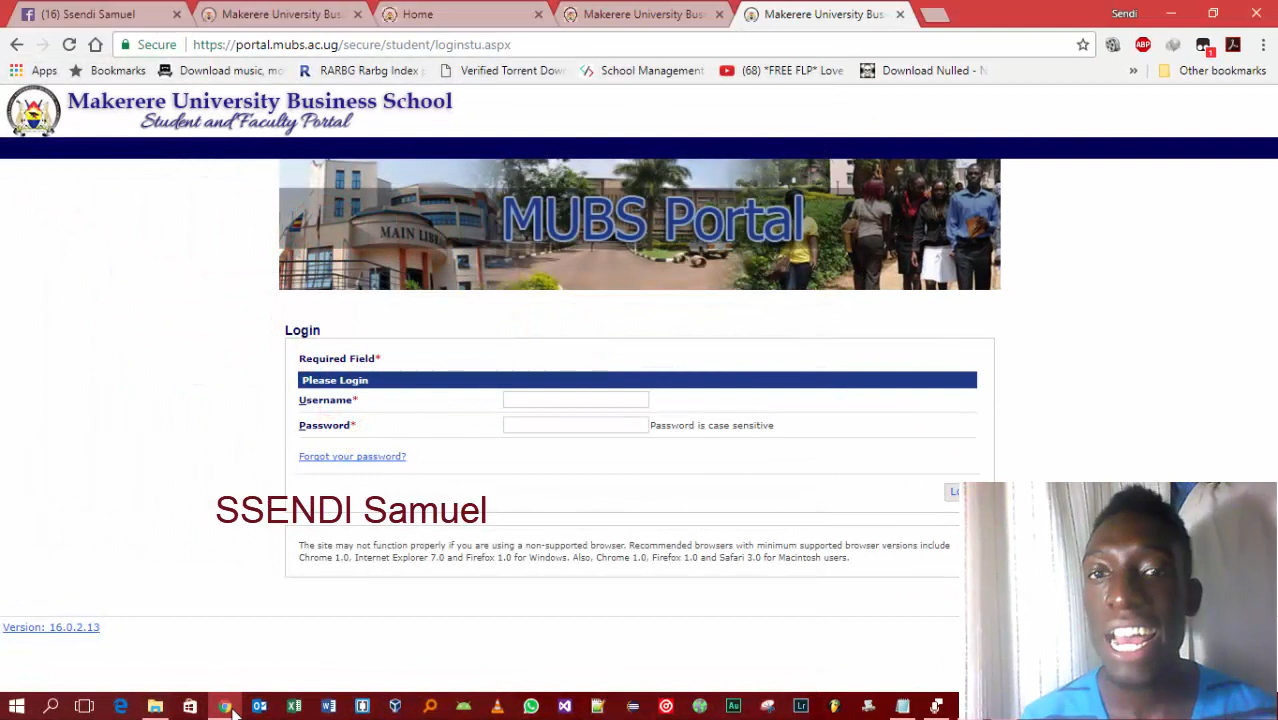 (16) Ssendi Samuel
Makerere University Bus
Home
Makerere University Bus
Makerere University Bus
Sendi
Secure
https://portal.mubs.ac.ug/secure/student/loginstu.aspx
ABP
1
Apps
Bookmarks
Download music, mo
R RARBG Rarbg Index
Verified Torrent Dow
School Management
(68) *FREE FLP* Love
Download Nulled - N
»
Other bookmarks
Makerere University Business School
Student and Faculty Portal
MAIN LIB
MUBS Portal
Login
Required Field*
Please Login
Username*
Password*
Password is case sensitive
Forgot your password?
Lo
SSENDI Samuel
The site may not function properly if you are using a non-supported browser. Recommended browsers with minimum supported browser versions include
Chrome 1.0, Internet Explorer 7.0 and Firefox 1.0 for Windows. Also, Chrome 1.0, Firefox 1.0 and Safari 3.0 for Macintosh users.
Version: 16.0.2.13
Au
Lr